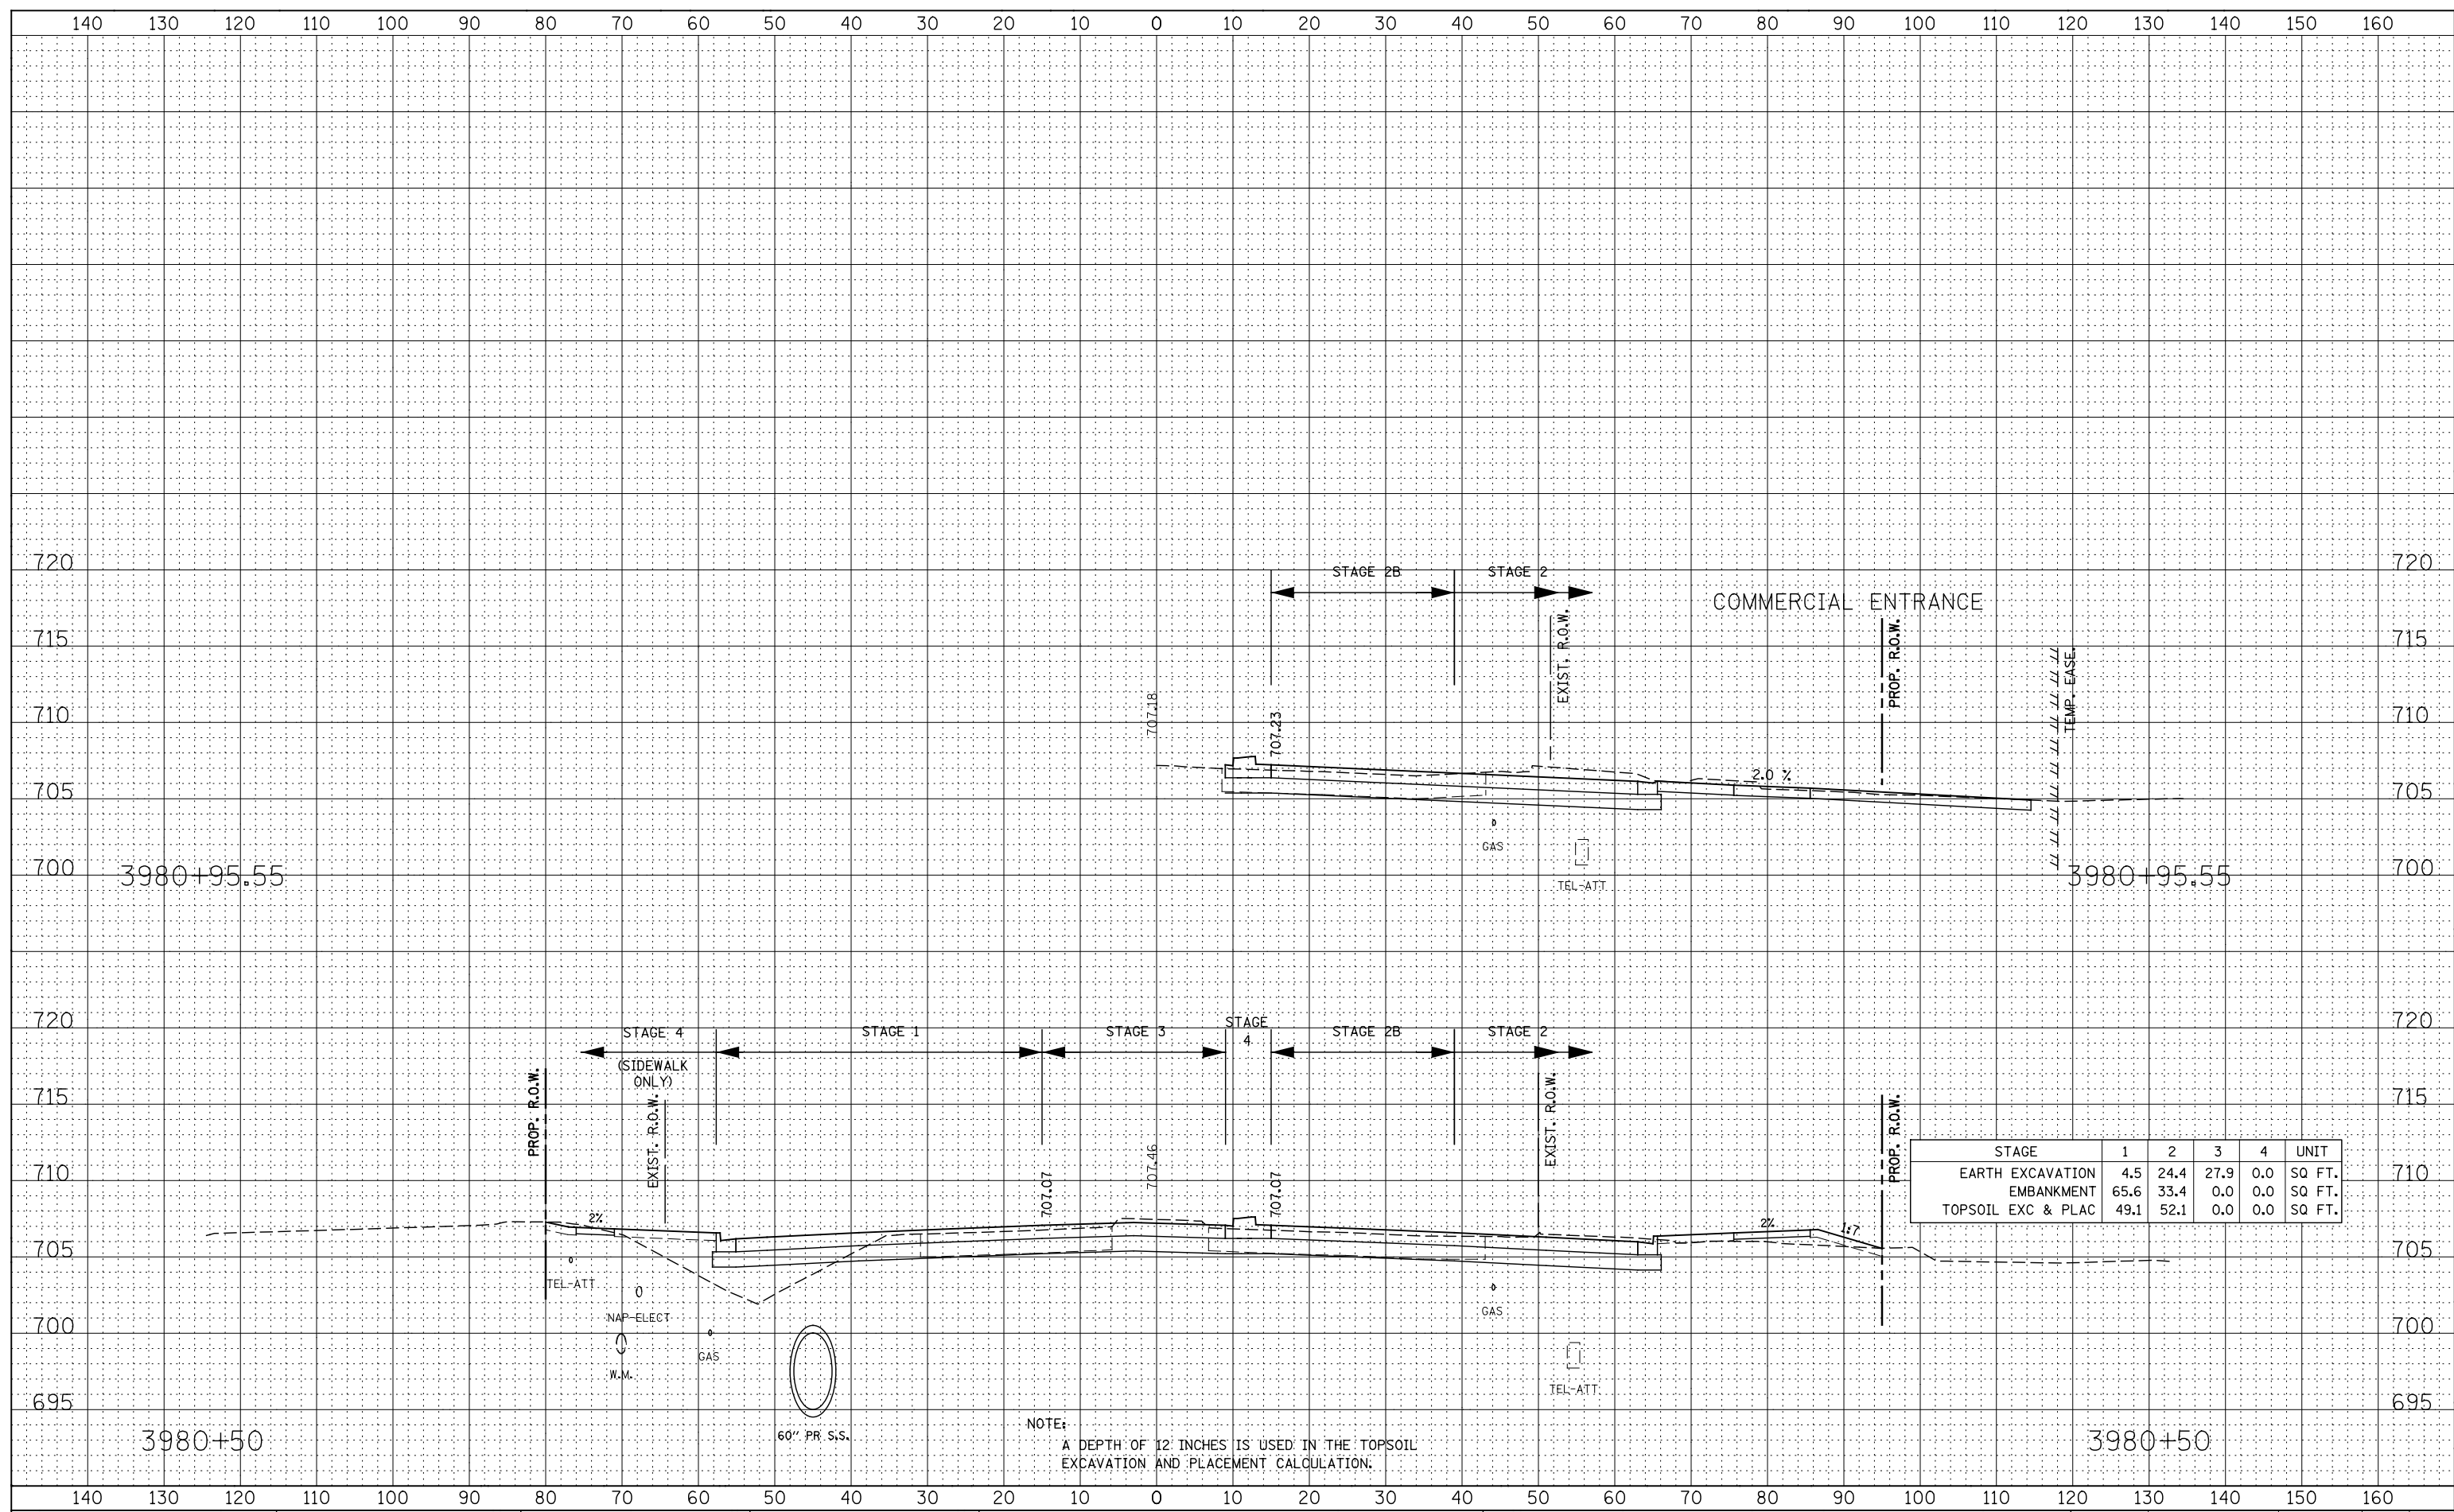 140 130 120 110 100 90 80 70 60 50 40 30 20 10 0 10 20 30 40 50 60 70 80 90 100 110 120 130 140 150 160
720 STAGE 2B STAGE 2 720
COMMERCIAL ENTRANCE
715 EXIST. R.O.W. PROP. R.O.W. TEMP. EASE. 715
710 707.18 707.23 710
705 2.0 % 705
GAS
700 TEL-ATT 700
3980+95.55 3980+95.55
720 STAGE 4 STAGE 1 STAGE 3 STAGE 2B STAGE 2 720
STAGE
4
(SIDEWALK
ONLY)
715 PROP. R.O.W. EXIST. R.O.W. EXIST. R.O.W. PROP. R.O.W. 715
710 707.07 707.46 707.07 710
STAGE 1 2 3 4 UNIT
EARTH EXCAVATION 4.5 24.4 27.9 0.0 SQ FT.
EMBANKMENT 65.6 33.4 0.0 0.0 SQ FT.
TOPSOIL EXC & PLAC 49.1 52.1 0.0 0.0 SQ FT.
2% 2% 1:7
705 705
TEL-ATT
NAP-ELECT
GAS
GAS
700 700
W.M.
TEL-ATT
695 695
60" PR S.S.
3980+50 3980+50
NOTE:
A DEPTH OF 12 INCHES IS USED IN THE TOPSOIL
EXCAVATION AND PLACEMENT CALCULATION.
140 130 120 110 100 90 80 70 60 50 40 30 20 10 0 10 20 30 40 50 60 70 80 90 100 110 120 130 140 150 160